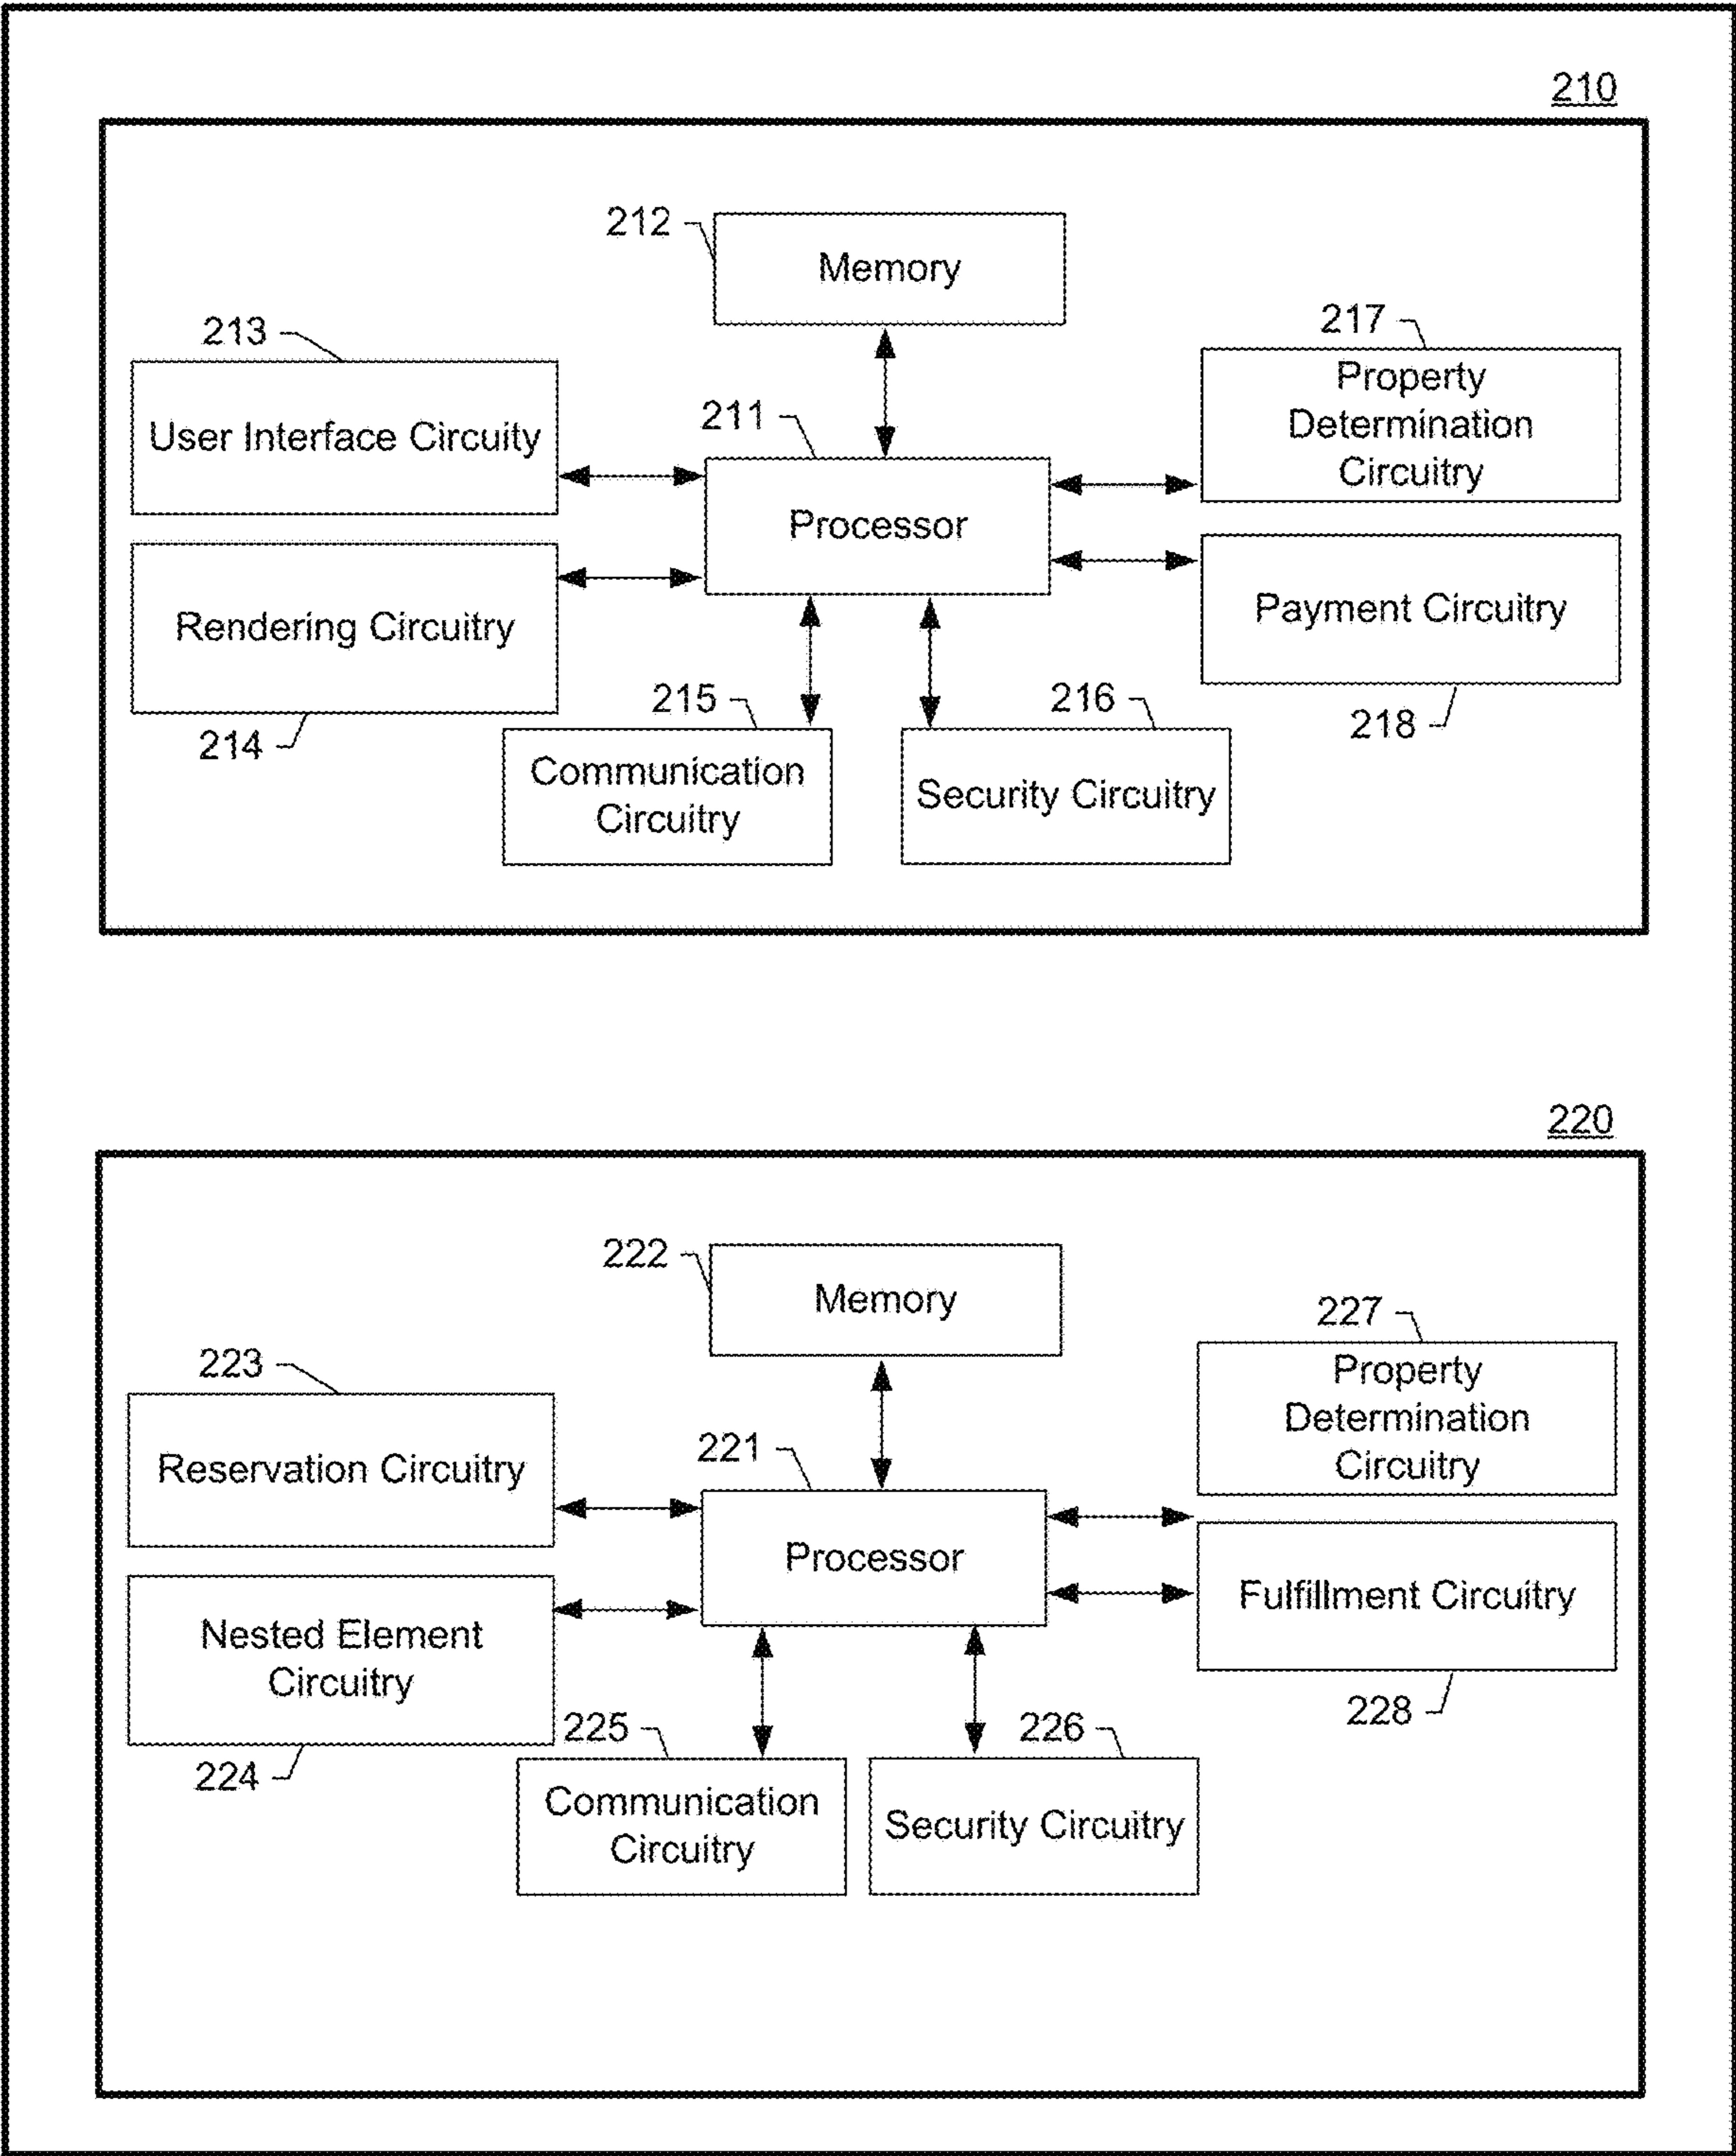 210
212
Memory
213
217
User Interface Circuity
Property
Determination
Circuitry
211
Processor
Rendering Circuitry
Payment Circuitry
214
215
216
218
Communication
Circuitry
Security Circuitry
220
222
Memory
227
223
Property
Determination
Circuitry
Reservation Circuitry
221
Processor
Nested Element
Circuitry
Fulfillment Circuitry
224
225
226
228
Communication
Circuitry
Security Circuitry